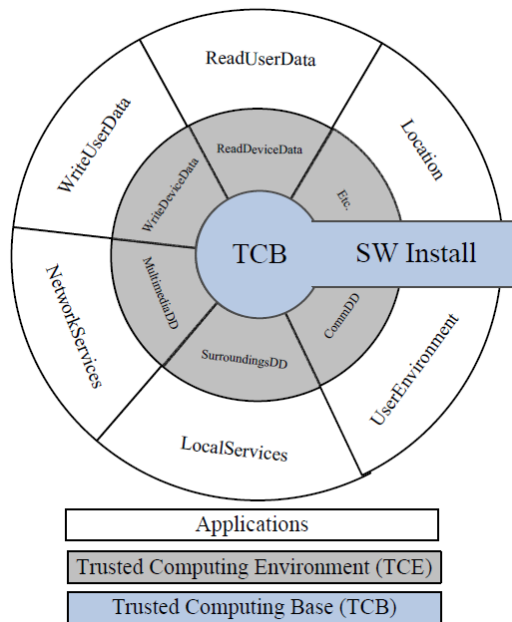 ReadUserData
WriteUserData
Location
ReadDeviceData
WriteDeviceData
Etc.
TCB
SW Install
MultimediaDD
CommDD
NetworkServices
SurroundingsDD
UserEnvironment
LocalServices
Applications
Trusted Computing Environment (TCE)
Trusted Computing Base (TCB)